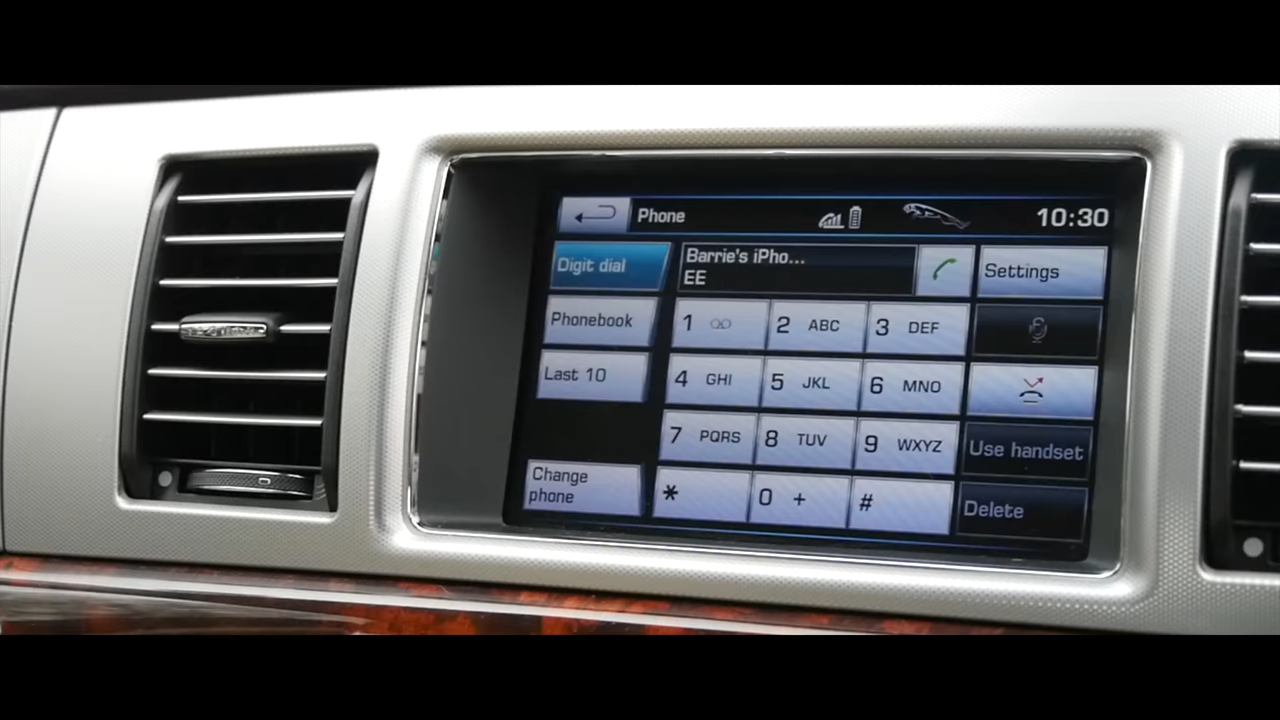 Phone
10:30
Digit dial
Barrie's iPho...
EE
Settings
Phonebook
1
2 ABC
3 DEF
Last 10
4 GHI
5 JKL
6 MNO
7 PQRS
8 TUV
9 WXYZ
Use handset
Change
phone
*
0 +
#
Delete